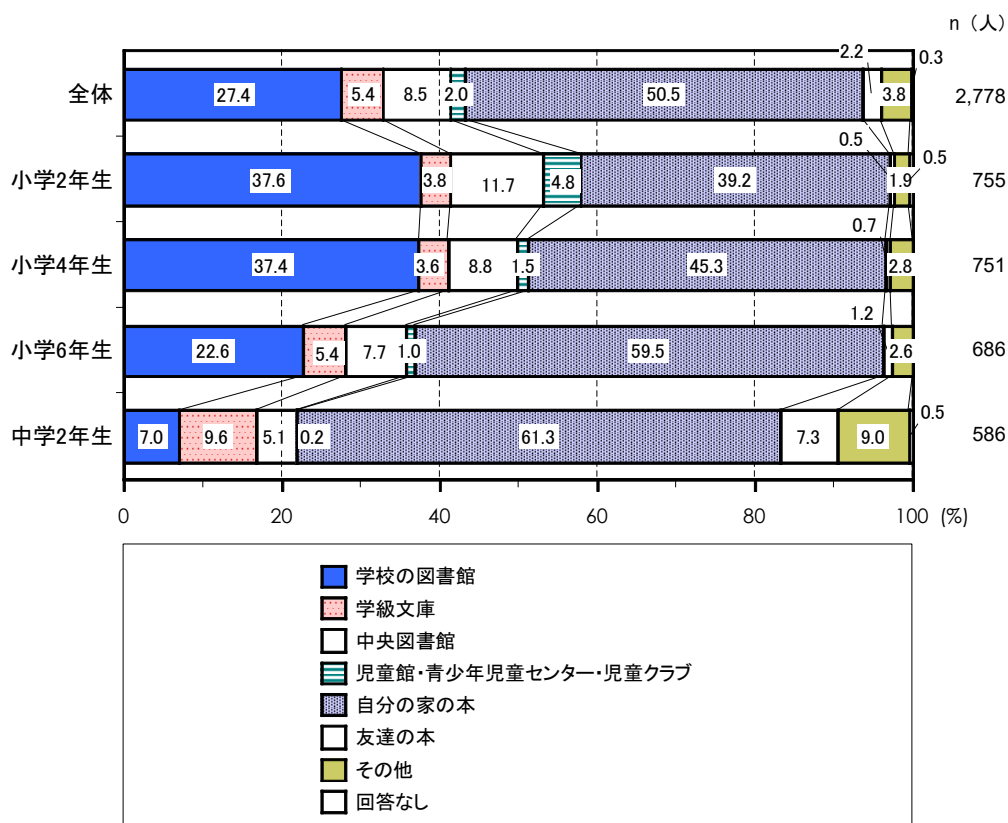 n（人）
2.2 0.3
全体 27.4 5.4 8.5 2.0 50.5 3.8 2,778
0.5 0.5
小学2年生 37.6 3.8 11.7 4.8 39.2 1.9 755
0.7
小学4年生 37.4 3.6 8.8 1.5 45.3 2.8 751
1.2
小学6年生 22.6 5.4 7.7 1.0 59.5 2.6 686
0.5
中学2年生 7.0 9.6 5.1 0.2 61.3 7.3 9.0 586
0 20 40 60 80 100 (%)
学校の図書館
学級文庫
中央図書館
児童館・青少年児童センター・児童クラブ
自分の家の本
友達の本
その他
回答なし